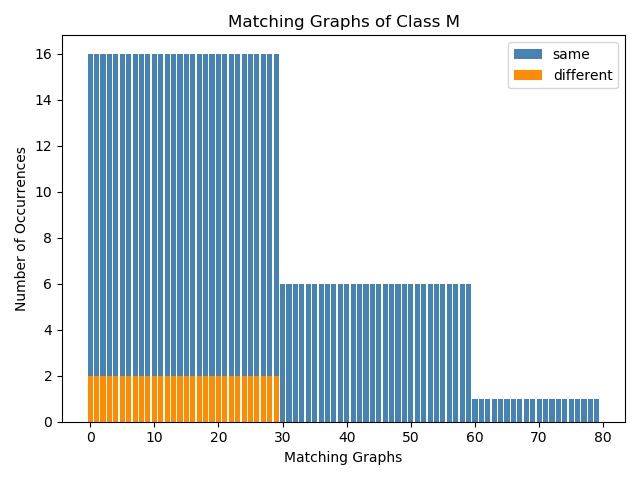 Matching Graphs of Class M
same
different
Number of Occurrences
16
14
12
10
8
6
4
2
0
0 10 20 30 40 50 60 70 80
Matching Graphs